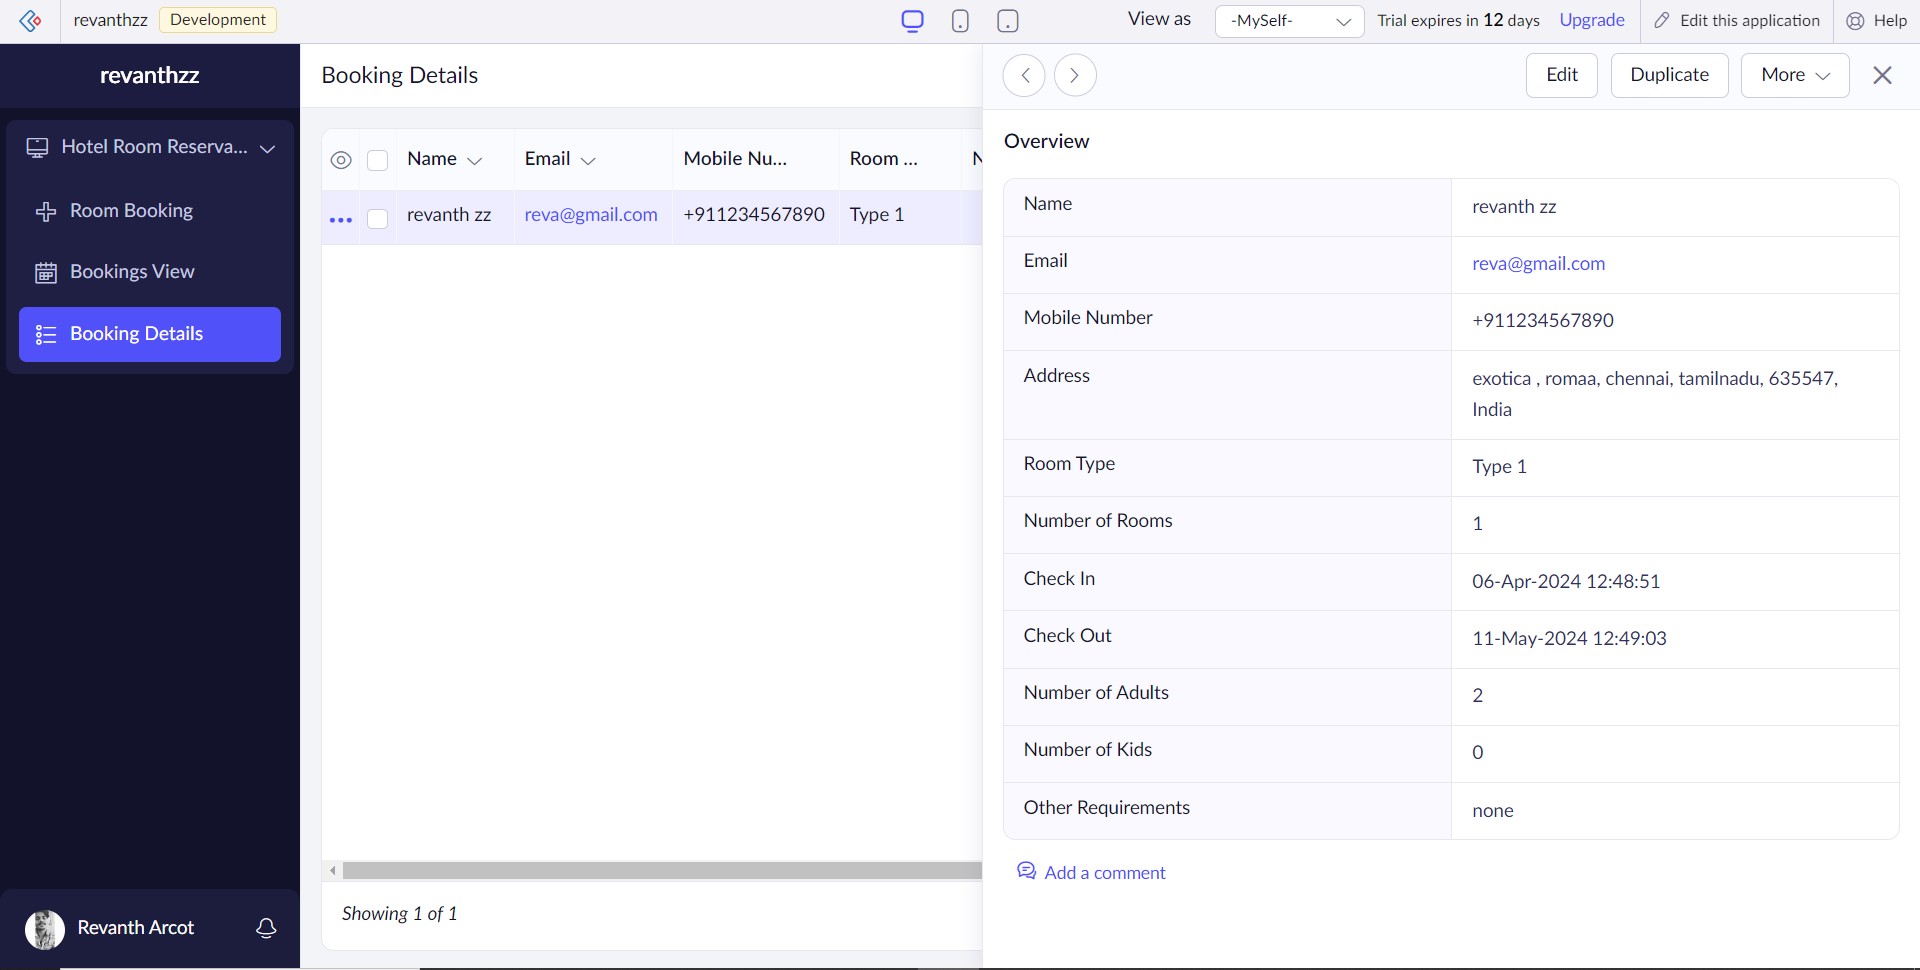 revanthzz Development View as -MySelf- Trial expires in 12 days Upgrade Edit this application Help
revanthzz
Hotel Room Reserva...
Room Booking
Bookings View
Booking Details
Revanth Arcot
Booking Details
Name Email Mobile Nu... Room ... N
revanth zz reva@gmail.com +911234567890 Type 1
Showing 1 of 1
Edit Duplicate More
Overview
Name revanth zz
Email reva@gmail.com
Mobile Number +911234567890
Address exotica , romaa, chennai, tamilnadu, 635547,
India
Room Type Type 1
Number of Rooms 1
Check In 06-Apr-2024 12:48:51
Check Out 11-May-2024 12:49:03
Number of Adults 2
Number of Kids 0
Other Requirements none
Add a comment